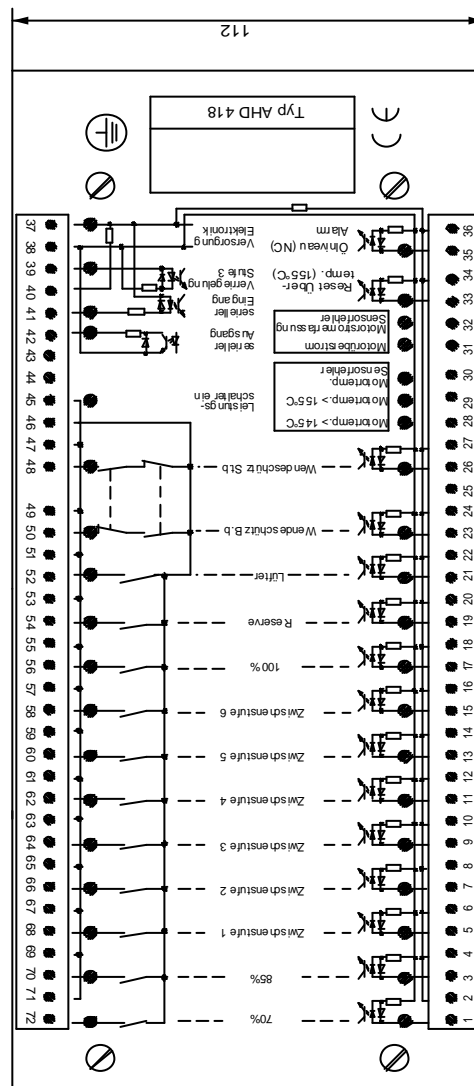 1
2
3
4
5
6
7
8
9
10
11
12
13
14
15
16
17
18
19
20
21
22
23
24
25
26
27
28
29
30
31
32
33
34
35
36
70%
85%
Zwischenstufe 1
Zwischenstufe 2
Zwischenstufe 3
Zwischenstufe 4
Zwischenstufe 5
Zwischenstufe 6
100%
Reserve
Lüfter
Wendeschütz B.b
Wendeschütz St.b
Motortemp. > 145°C
Motortemp. > 155°C
Motortemp.
Sensorfehler
Motorüberstrom
Motorstromerfassung
Sensorfehler
Reset Über-
temp. (155°C)
Ölniveau (NC)
Alarm
Leistungs-
schalter ein
serieller
Ausgang
serieller
Eingang
Verriegelung
Stufe 3
Versorgung
Elektronik
72
71
70
69
68
67
66
65
64
63
62
61
60
59
58
57
56
55
54
53
52
51
50
49
48
47
46
45
44
43
42
41
40
39
38
37
CE
Typ AHD 418
112